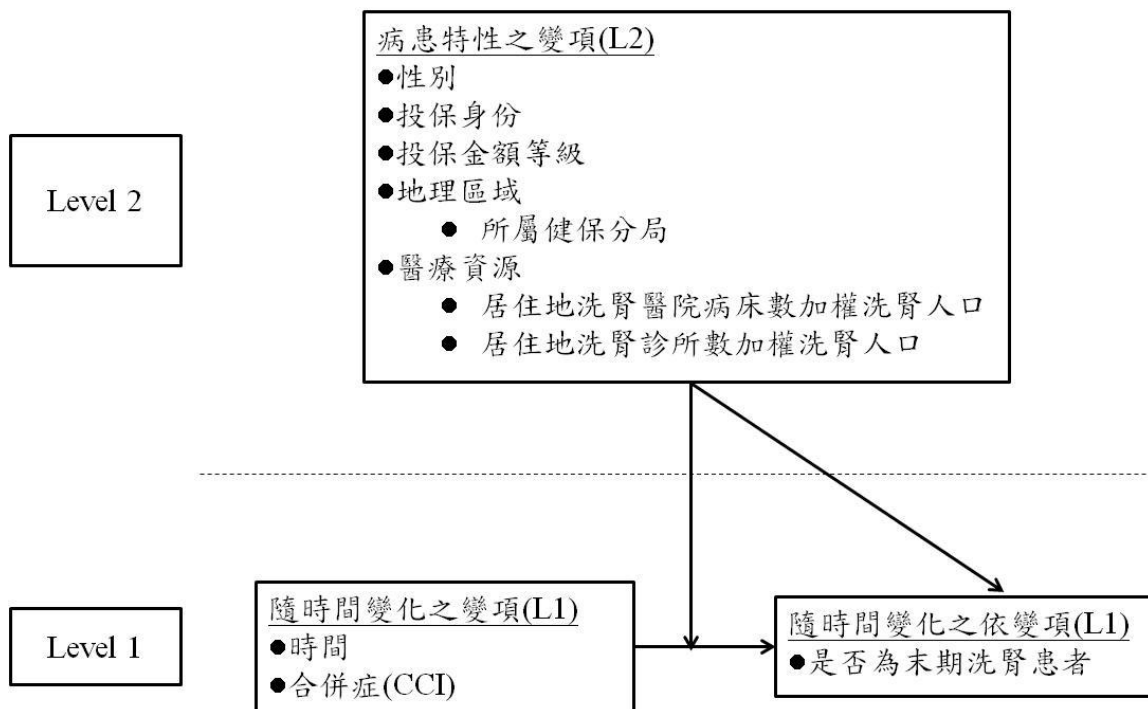 病患特性之變項(L2)
●性別
●投保身份
●投保金額等級
●地理區域
● 所屬健保分局
●醫療資源
● 居住地洗腎醫院病床數加權洗腎人口
● 居住地洗腎診所數加權洗腎人口
Level 2
Level 1
隨時間變化之變項(L1)
●時間
●合併症(CCI)
隨時間變化之依變項(L1)
●是否為末期洗腎患者